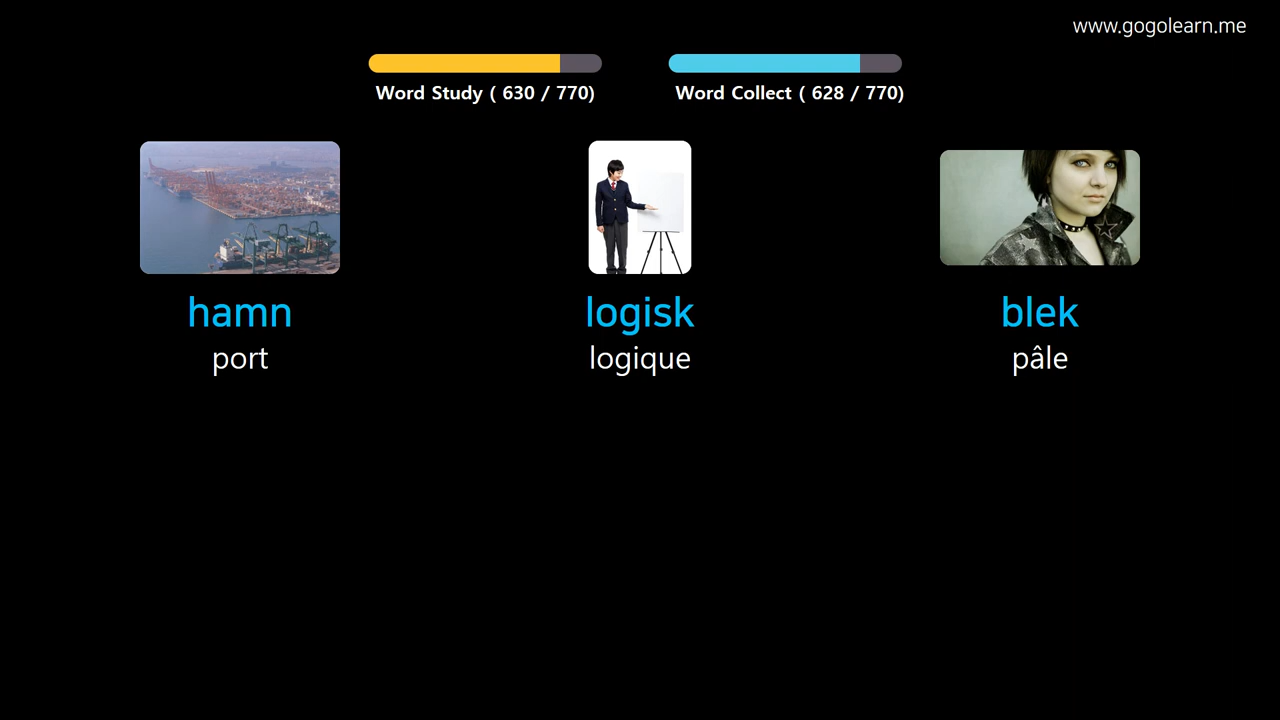 www.gogolearn.me
Word Study ( 630 / 770)
Word Collect ( 628 / 770)
hamn
logisk
blek
port
logique
pâle